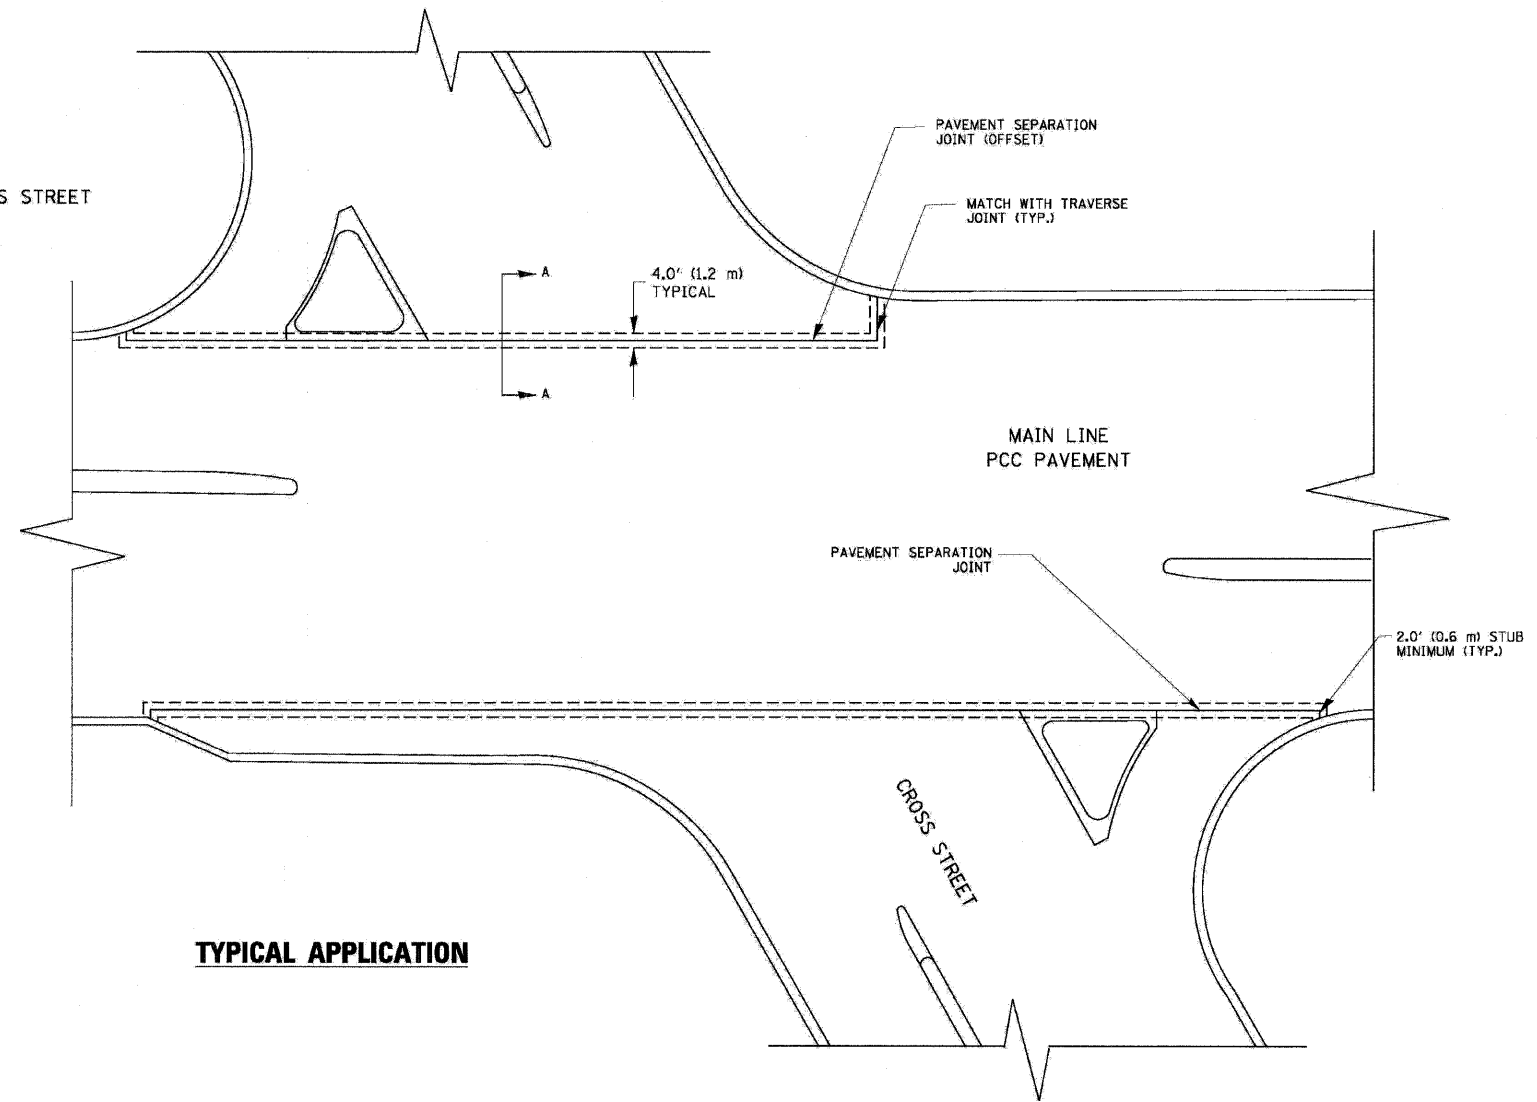 PAVEMENT SEPARATION
JOINT (OFFSET)
S STREET
MATCH WITH TRAVERSE
JOINT (TYP.)
A
4.0' (1.2 m)
TYPICAL
A
MAIN LINE
PCC PAVEMENT
PAVEMENT SEPARATION
JOINT
2.0' (0.6 m) STUB
MINIMUM (TYP.)
CROSS STREET
TYPICAL APPLICATION